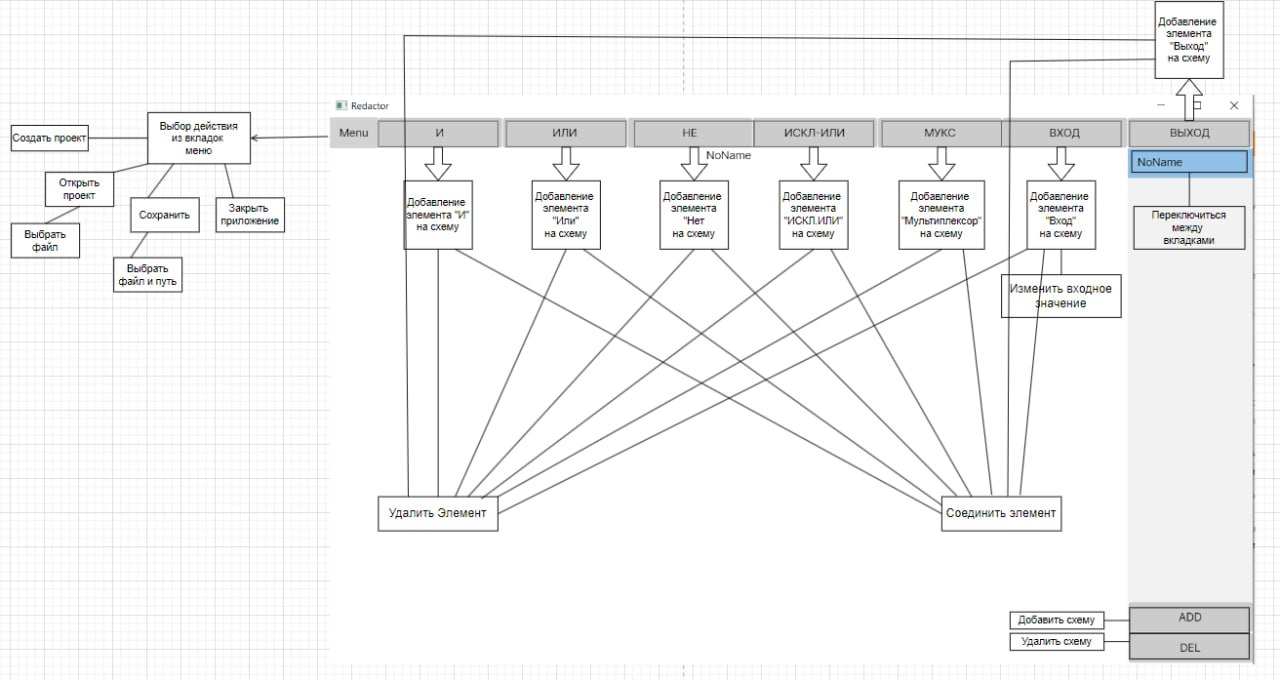 Добавление
элемента
"Выход"
на схему
Redactor
Menu
И
ИЛИ
НЕ
ИСКЛ-ИЛИ
МУКС
ВХОД
ВЫХОД
NoName
NoName
Выбор действия
из вкладок
меню
Создать проект
Открыть
проект
Выбрать
файл
Сохранить
Выбрать
файл и путь
Закрыть
приложение
Добавление
элемента "И"
на схему
Добавление
элемента
"Или"
на схему
Добавление
элемента
"Нет
на схему
Добавление
элемента
"ИСКЛ.ИЛИ"
на схему
Добавление
элемента
"Мультиплексор"
на схему
Добавление
элемента
"Вход"
на схему
Переключиться
между
вкладками
Изменить входное
значение
Удалить Элемент
Соединить элемент
Добавить схему
ADD
Удалить схему
DEL